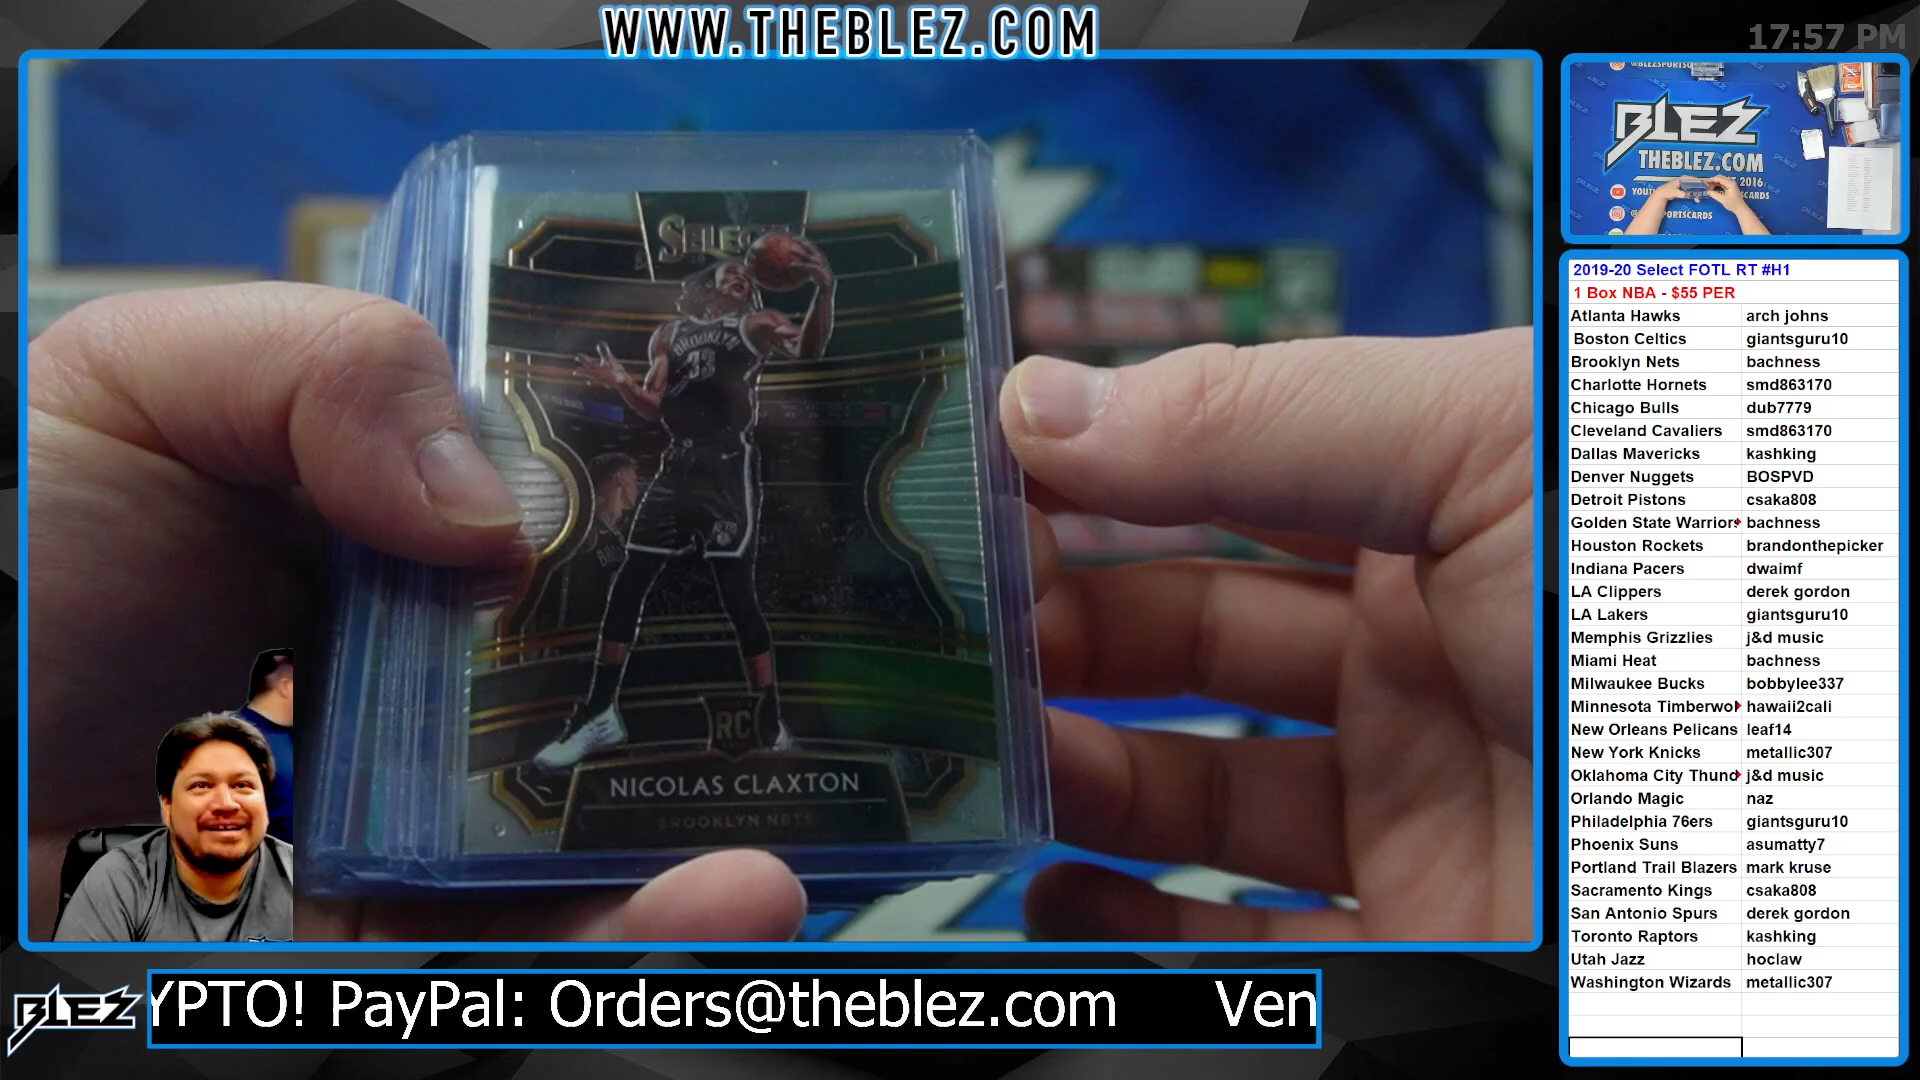 WWW.THEBLEZ.COM
17:57 PM
SELECT
BROOKLYN
33
RC
NICOLAS CLAXTON
BROOKLYN NETS
BLEZ
THEBLEZ.COM
2016
2019-20 Select FOTL RT #H1
1 Box NBA - $55 PER
Atlanta Hawks arch johns
Boston Celtics giantsguru10
Brooklyn Nets bachness
Charlotte Hornets smd863170
Chicago Bulls dub7779
Cleveland Cavaliers smd863170
Dallas Mavericks kashking
Denver Nuggets BOSPVD
Detroit Pistons csaka808
Golden State Warriors bachness
Houston Rockets brandonthepicker
Indiana Pacers dwaimf
LA Clippers derek gordon
LA Lakers giantsguru10
Memphis Grizzlies j&d music
Miami Heat bachness
Milwaukee Bucks bobbylee337
Minnesota Timberwol hawaii2cali
New Orleans Pelicans leaf14
New York Knicks metallic307
Oklahoma City Thund j&d music
Orlando Magic naz
Philadelphia 76ers giantsguru10
Phoenix Suns asumatty7
Portland Trail Blazers mark kruse
Sacramento Kings csaka808
San Antonio Spurs derek gordon
Toronto Raptors kashking
Utah Jazz hoclaw
Washington Wizards metallic307
BLEZ
YPTO! PayPal: Orders@theblez.com Ven